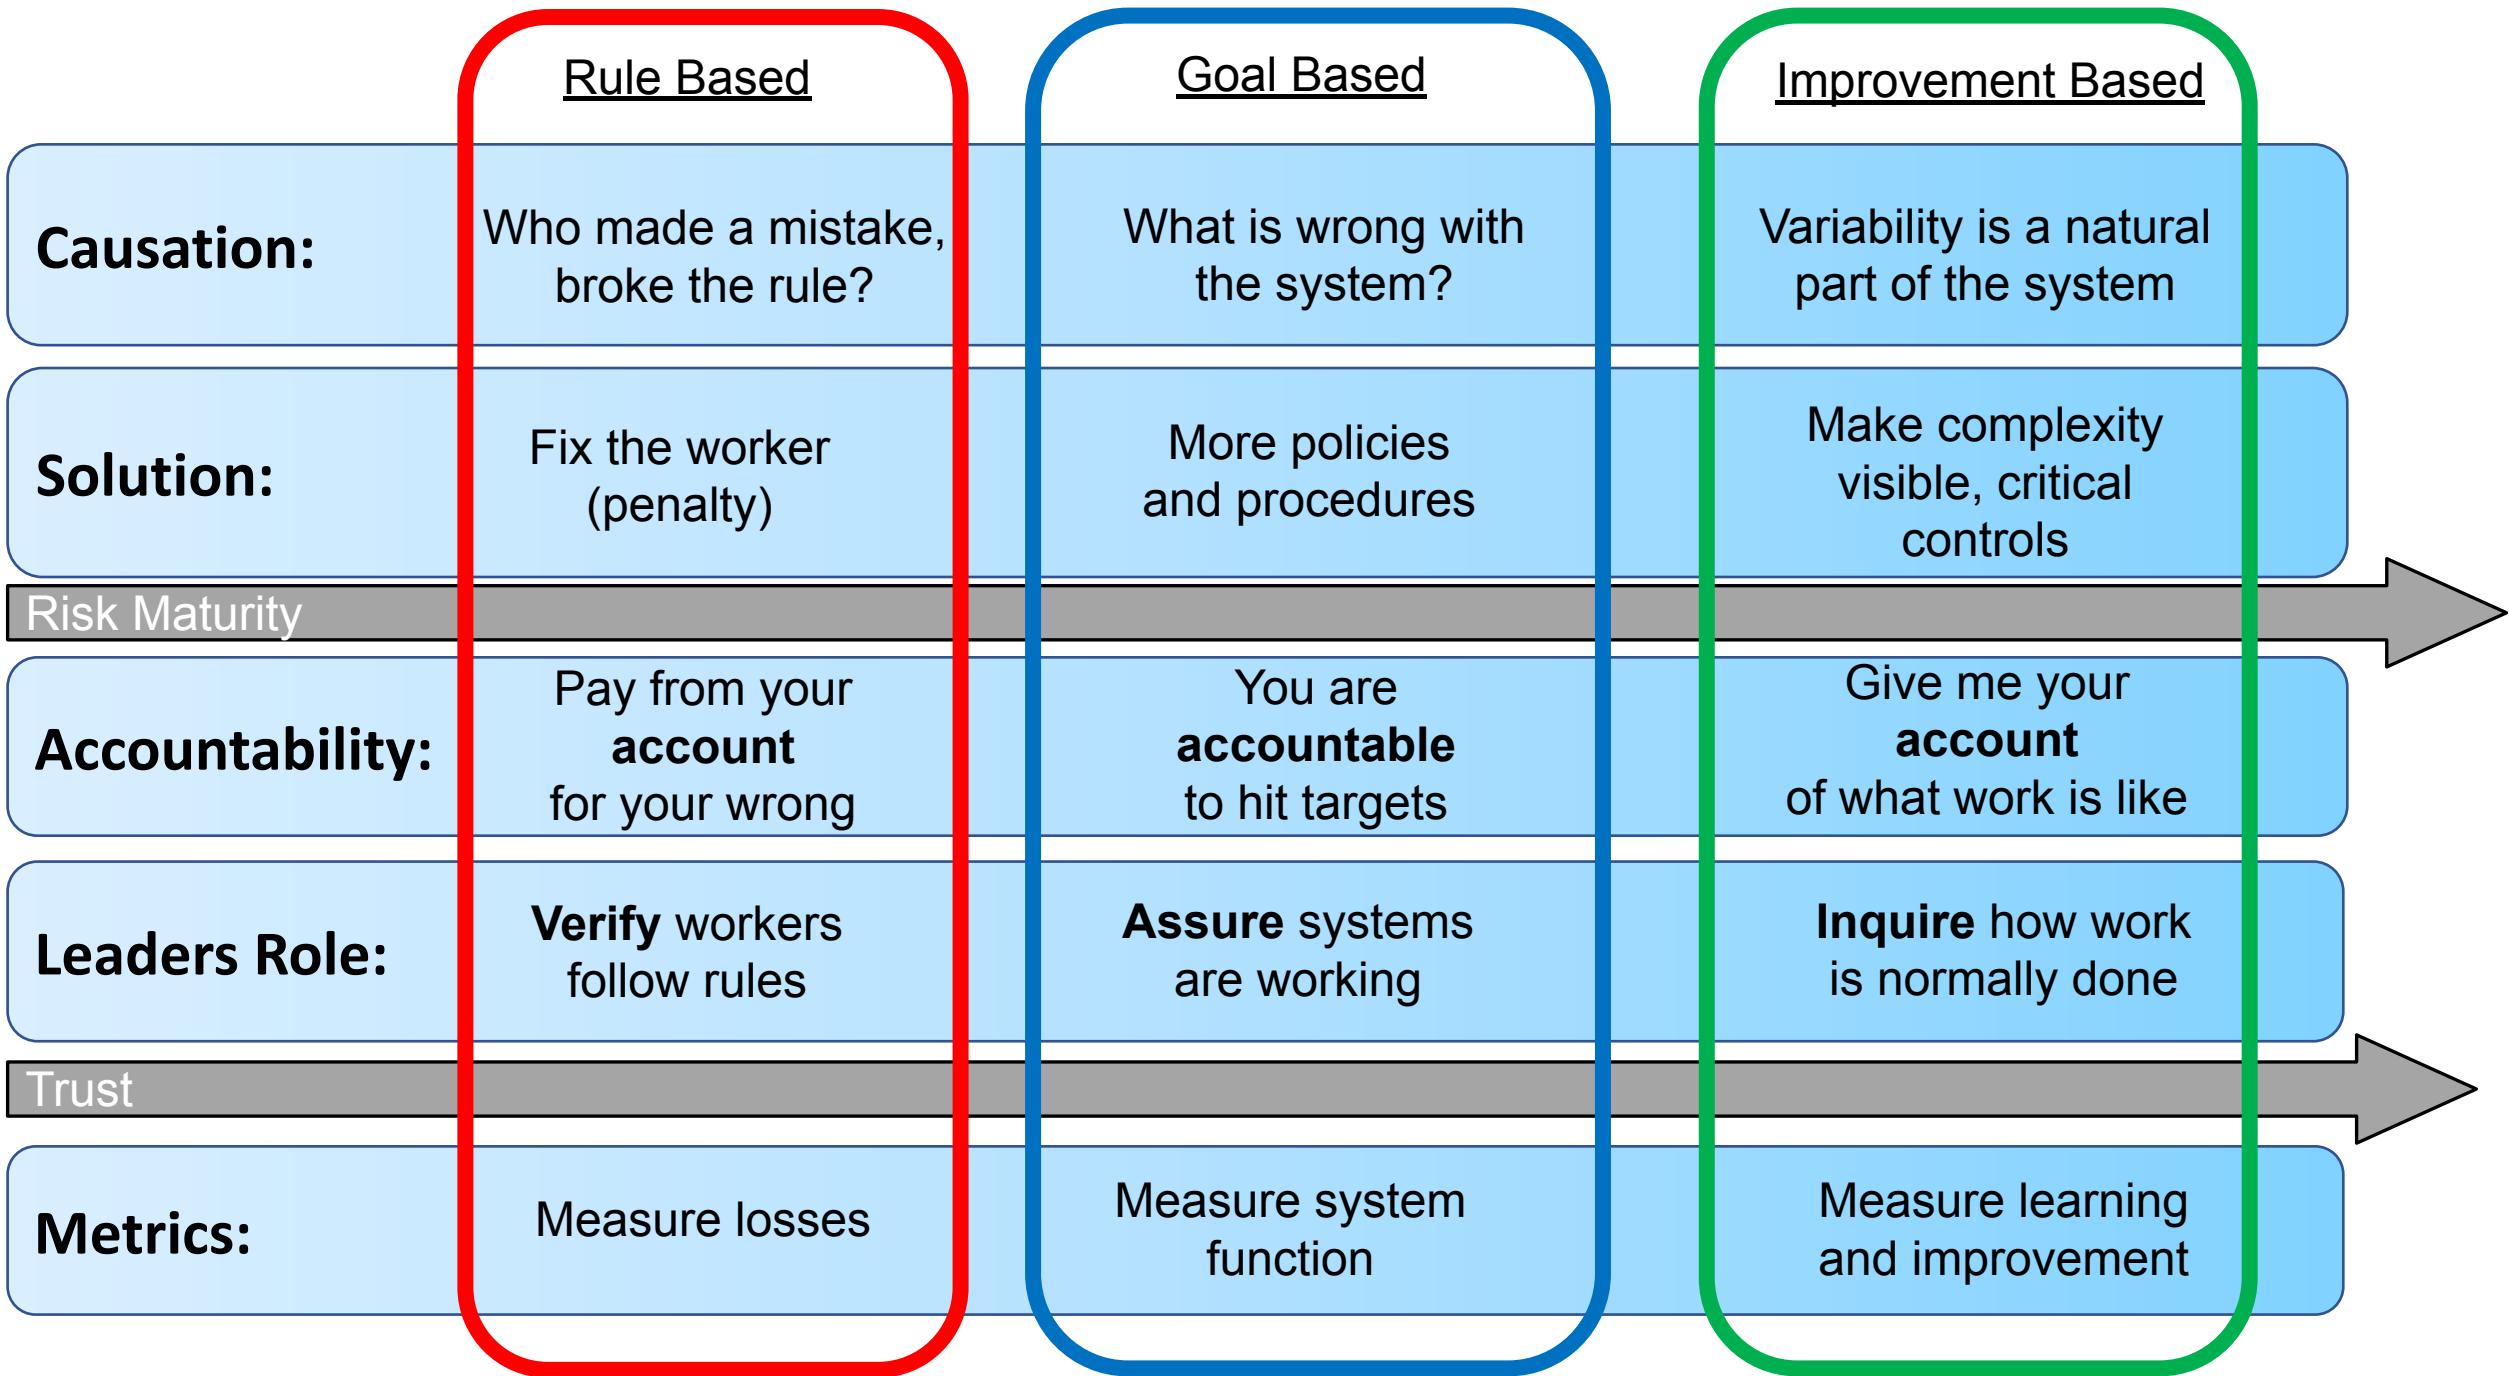 Rule Based
Goal Based
Improvement Based
Causation:
Who made a mistake,
broke the rule?
What is wrong with
the system?
Variability is a natural
part of the system
Solution:
Fix the worker
(penalty)
More policies
and procedures
Make complexity
visible, critical
controls
Risk Maturity
Accountability:
Pay from your
account
for your wrong
You are
accountable
to hit targets
Give me your
account
of what work is like
Leaders Role:
Verify workers
follow rules
Assure systems
are working
Inquire how work
is normally done
Trust
Metrics:
Measure losses
Measure system
function
Measure learning
and improvement